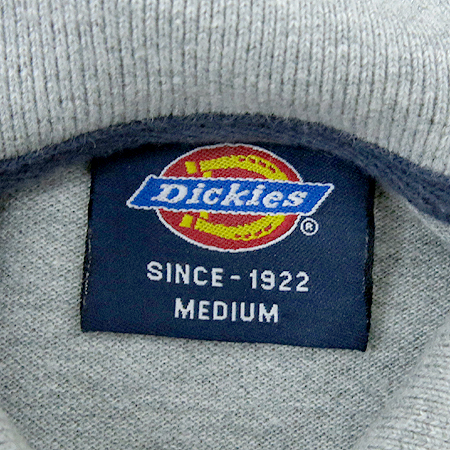 Dickies
®
SINCE - 1922
MEDIUM